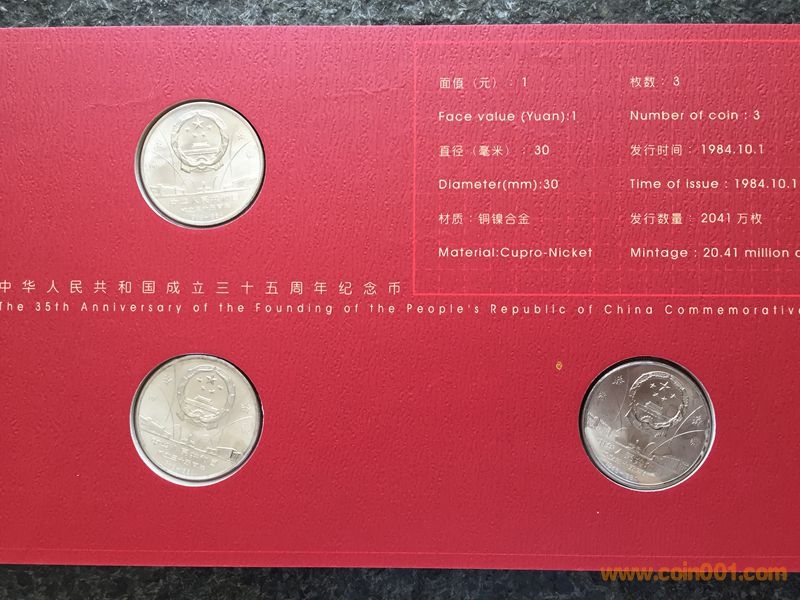 面值（元）：1
枚数：3
Face value (Yuan):1
Number of coin : 3
直径（毫米）：30
发行时间：1984.10.1
Diameter(mm):30
Time of issue : 1984.10.1
材质：铜镍合金
发行数量：2041 万枚
Material:Cupro-Nicket
Mintage : 20.41 million
中华人民共和国成立三十五周年纪念币
The 35th Anniversary of the Founding of the People's Republic of China Commemorative
www.coin001.com